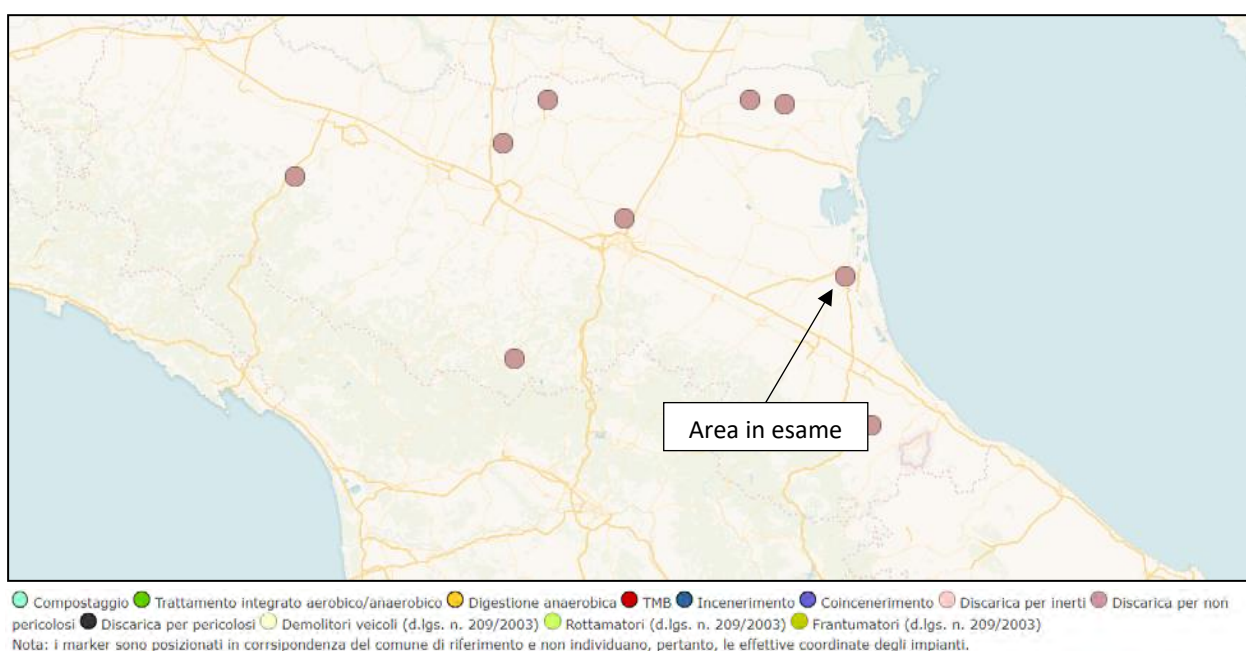 Area in esame
Compostaggio Trattamento integrato aerobico/anaerobico Digestione anaerobica TMB Incenerimento Coincenerimento Discarica per inerti Discarica per non
pericolosi Discarica per pericolosi Demolitori veicoli (d.lgs. n. 209/2003) Rottamatori (d.lgs. n. 209/2003) Frantumatori (d.lgs. n. 209/2003)
Nota: i marker sono posizionati in corrsipondenza del comune di riferimento e non individuano, pertanto, le effettive coordinate degli impianti.